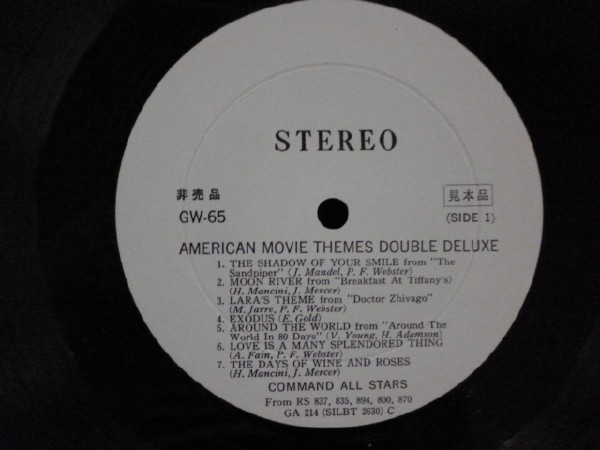 STEREO
非売品
見本品
GW-65
(SIDE 1)
AMERICAN MOVIE THEMES DOUBLE DELUXE
1. THE SHADOW OF YOUR SMILE from "The
Sandpiper" (J. Mandel, P. F. Webster)
2. MOON RIVER from "Breakfast At Tiffany's)
(H. Mancini, J. Mercer)
3. LARA'S THEME from "Doctor Zhivago"
(M. Jarre, P. F. Webster)
4. EXODUS (E. Gold)
5. AROUND THE WORLD from "Around The
World In 80 Days" (V. Young, H. Adamson)
6. LOVE IS A MANY SPLENDORED THING
(A. Fain, P. F. Webster)
7. THE DAYS OF WINE AND ROSES
(H. Mancini, J. Mercer)
COMMAND ALL STARS
From RS 837, 835, 894, 800, 870
GA 214 (SILBT 2630) C